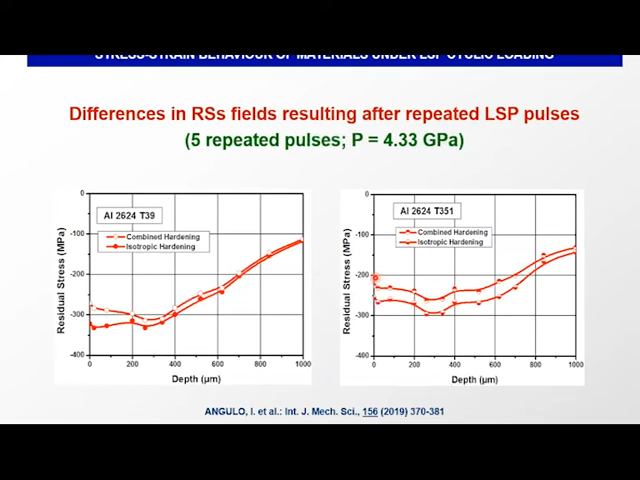 STRESS-STRAIN BEHAVIOUR OF MATERIALS UNDER LSP CYCLIC LOADING
Differences in RSs fields resulting after repeated LSP pulses
(5 repeated pulses; P = 4.33 GPa)
Al 2624 T39
Combined Hardening
Isotropic Hardening
Residual Stress (MPa)
0
-100
-200
-300
-400
0 200 400 600 800 1000
Depth (µm)
Al 2624 T351
Combined Hardening
Isotropic Hardening
Residual Stress (MPa)
0
-100
-200
-300
-400
0 200 400 600 800 1000
Depth (µm)
ANGULO, I. et al.: Int. J. Mech. Sci., 156 (2019) 370-381